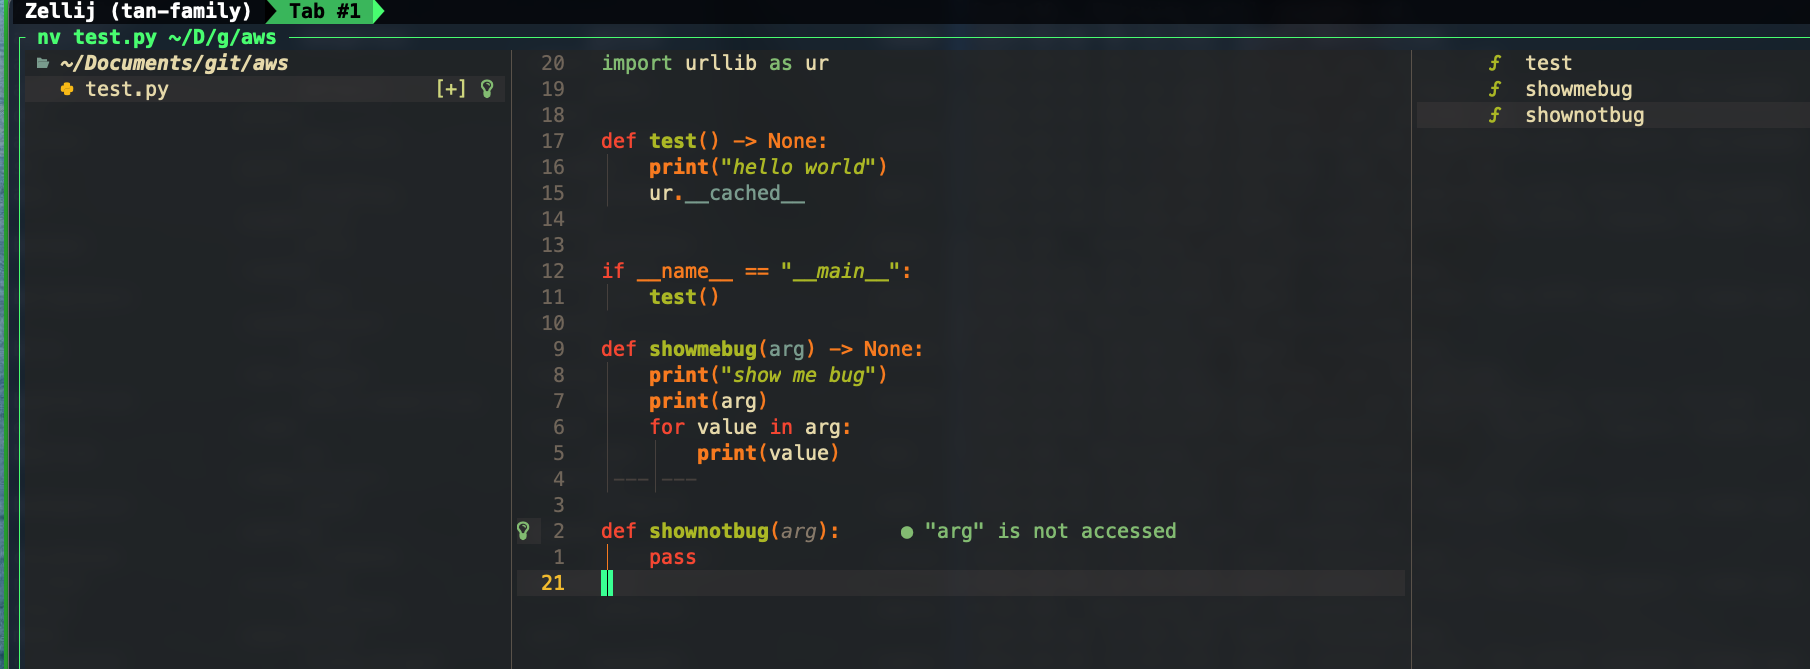 Zellij (tan-family) Tab #1
nv test.py ~/D/g/aws
~/Documents/git/aws
test.py [+]
20 import urllib as ur
19
18
17 def test() -> None:
16 print("hello world")
15 ur.__cached__
14
13
12 if __name__ == "__main__":
11 test()
10
9 def showmebug(arg) -> None:
8 print("show me bug")
7 print(arg)
6 for value in arg:
5 print(value)
4
3
2 def shownotbug(arg): ● "arg" is not accessed
1 pass
21
ƒ test
ƒ showmebug
ƒ shownotbug